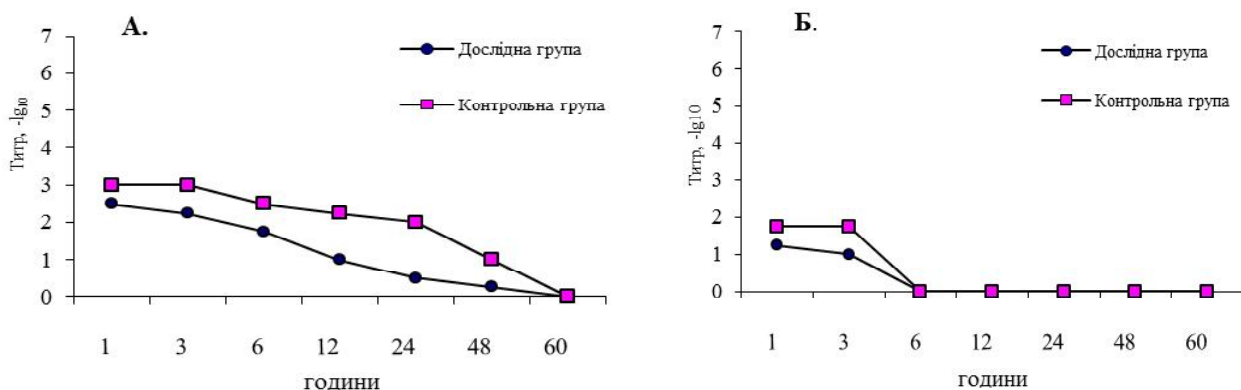 А.
Титр, -lg10
7
6
5
4
3
2
1
0
Дослідна група
Контрольна група
1 3 6 12 24 48 60
години
Б.
Титр, -lg10
7
6
5
4
3
2
1
0
Дослідна група
Контрольна група
1 3 6 12 24 48 60
години